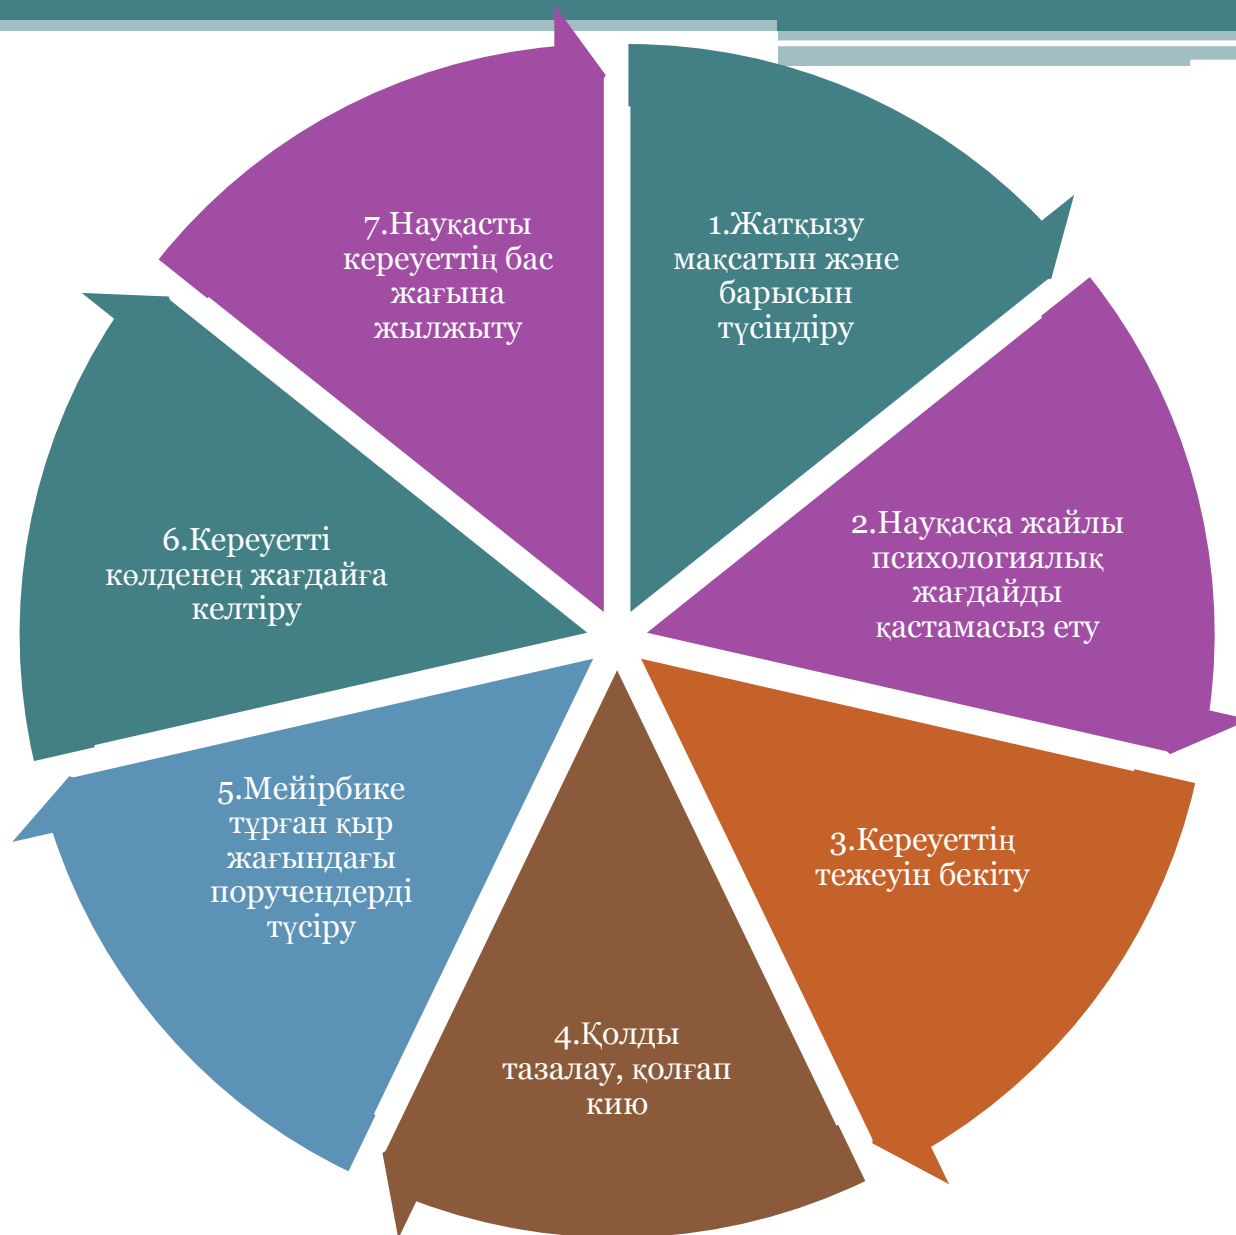 1.Жатқызу
мақсатын және
барысын
түсіндіру
2.Науқасқа жайлы
психологиялық
жағдайды
қастамасыз ету
3.Кереуеттің
тежеуін бекіту
4.Қолды
тазалау, қолғап
кию
5.Мейірбике
тұрған қыр
жағындағы
поручендерді
түсіру
6.Кереуетті
көлденең жағдайға
келтіру
7.Науқасты
кереуеттің бас
жағына
жылжыту